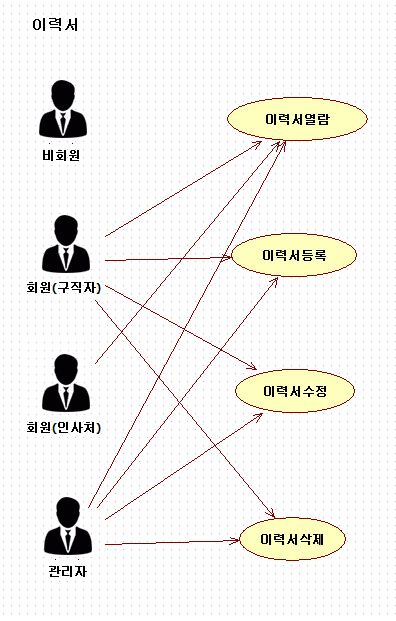 이력서
비회원
이력서열람
회원(구직자)
이력서등록
회원(인사처)
이력서수정
관리자
이력서삭제